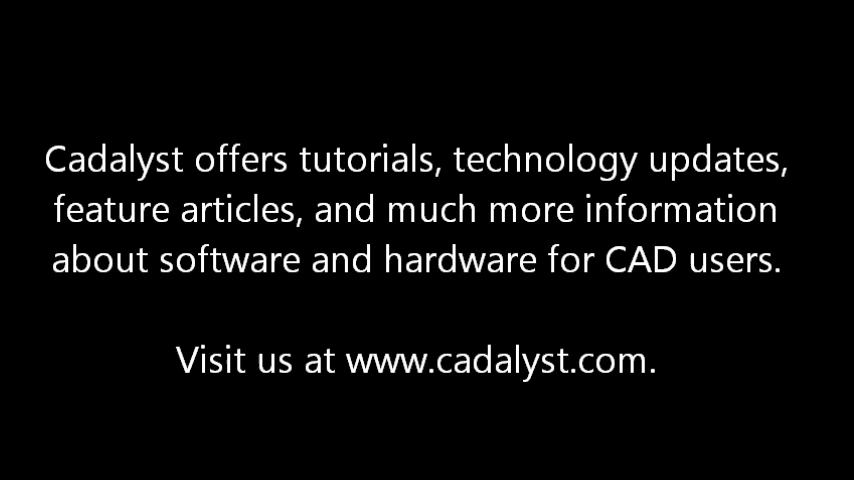 Cadalyst offers tutorials, technology updates,
feature articles, and much more information
about software and hardware for CAD users.
Visit us at www.cadalyst.com.